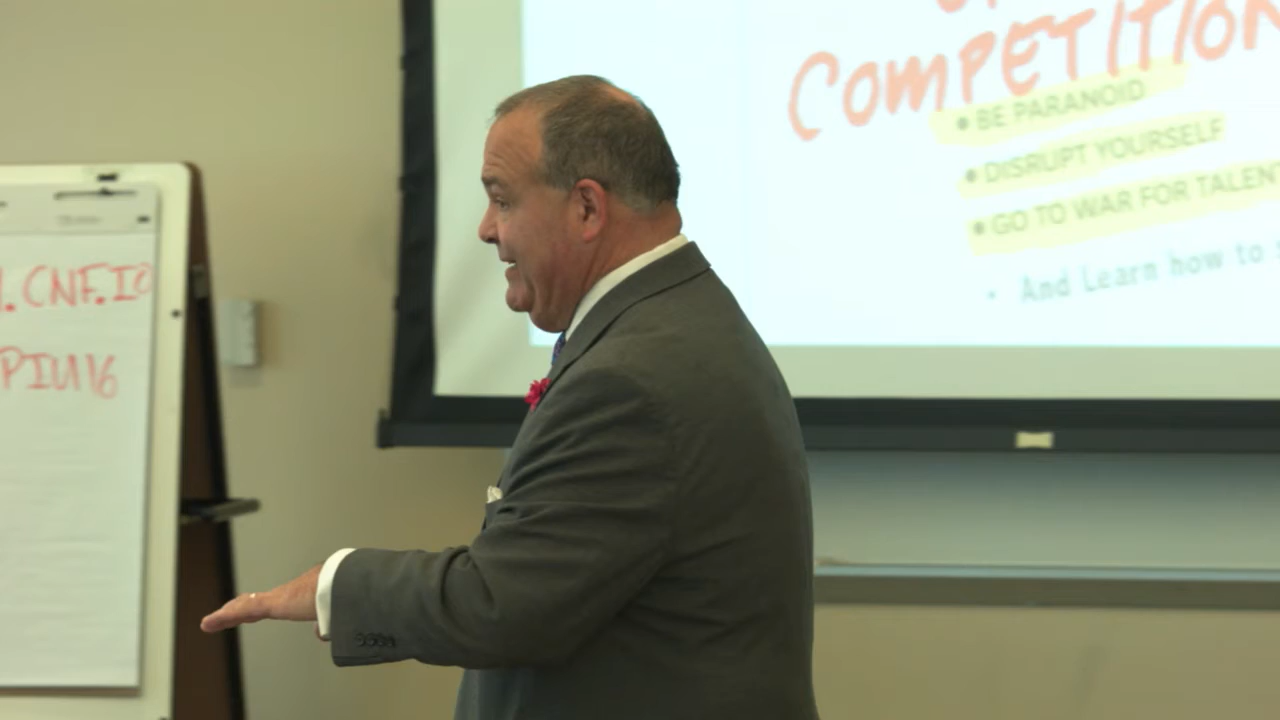 .CNF.IO
PIU16
COMPETITION
• BE PARANOID
• DISRUPT YOURSELF
• GO TO WAR FOR TALENT
• And Learn how to